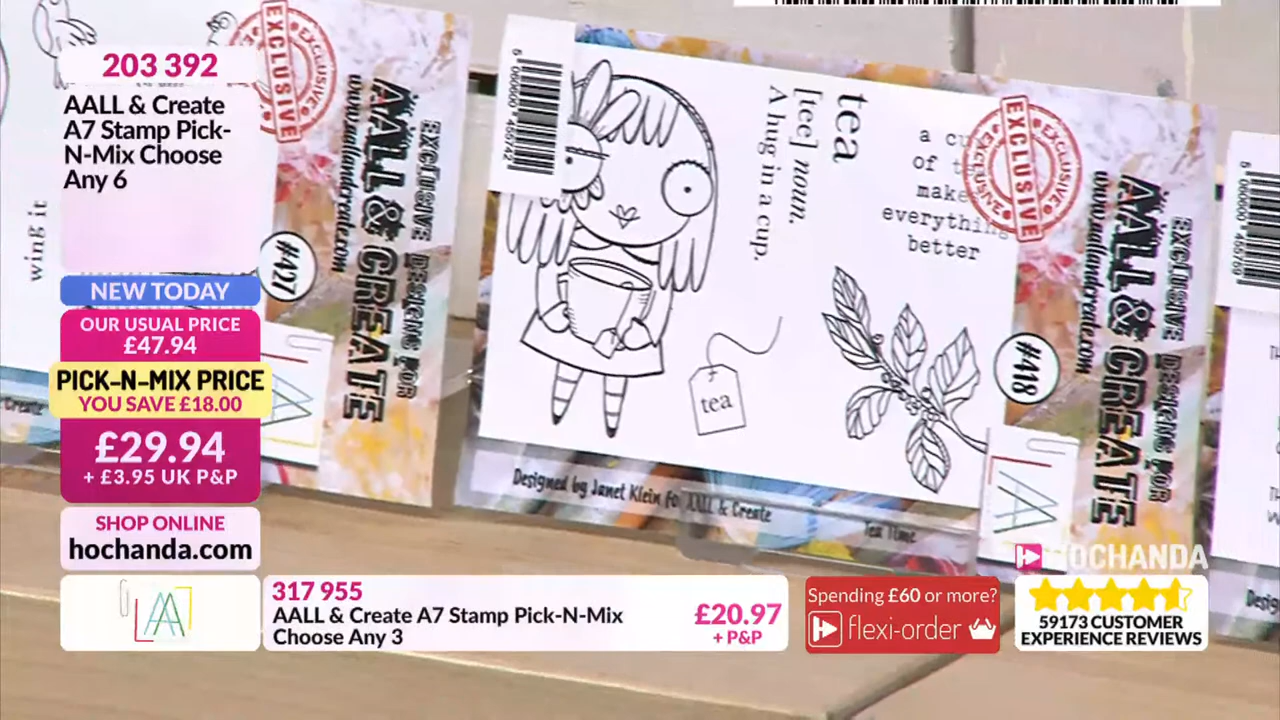 203 392
AALL & Create
A7 Stamp Pick-
N-Mix Choose
Any 6
wing it
NEW TODAY
OUR USUAL PRICE
£47.94
PICK-N-MIX PRICE
YOU SAVE £18.00
£29.94
+ £3.95 UK P&P
SHOP ONLINE
hochanda.com
EXCLUSIVE
EXCLUSIVE
#427
EXCLUSIVE DESIGNS FOR
AALL & CREATE
www.aallandcreate.com
tea
[tee] noun.
A hug in a cup.
a cu
of t
make
everything
better
tea
EXCLUSIVE
EXCLUSIVE
#418
EXCLUSIVE DESIGNS FOR
AALL & CREATE
www.aallandcreate.com
Designed by Janet Klein for AALL & Create
Tea Time
HOCHANDA
317 955
AALL & Create A7 Stamp Pick-N-Mix
Choose Any 3
£20.97
+ P&P
Spending £60 or more?
flexi-order
59173 CUSTOMER
EXPERIENCE REVIEWS